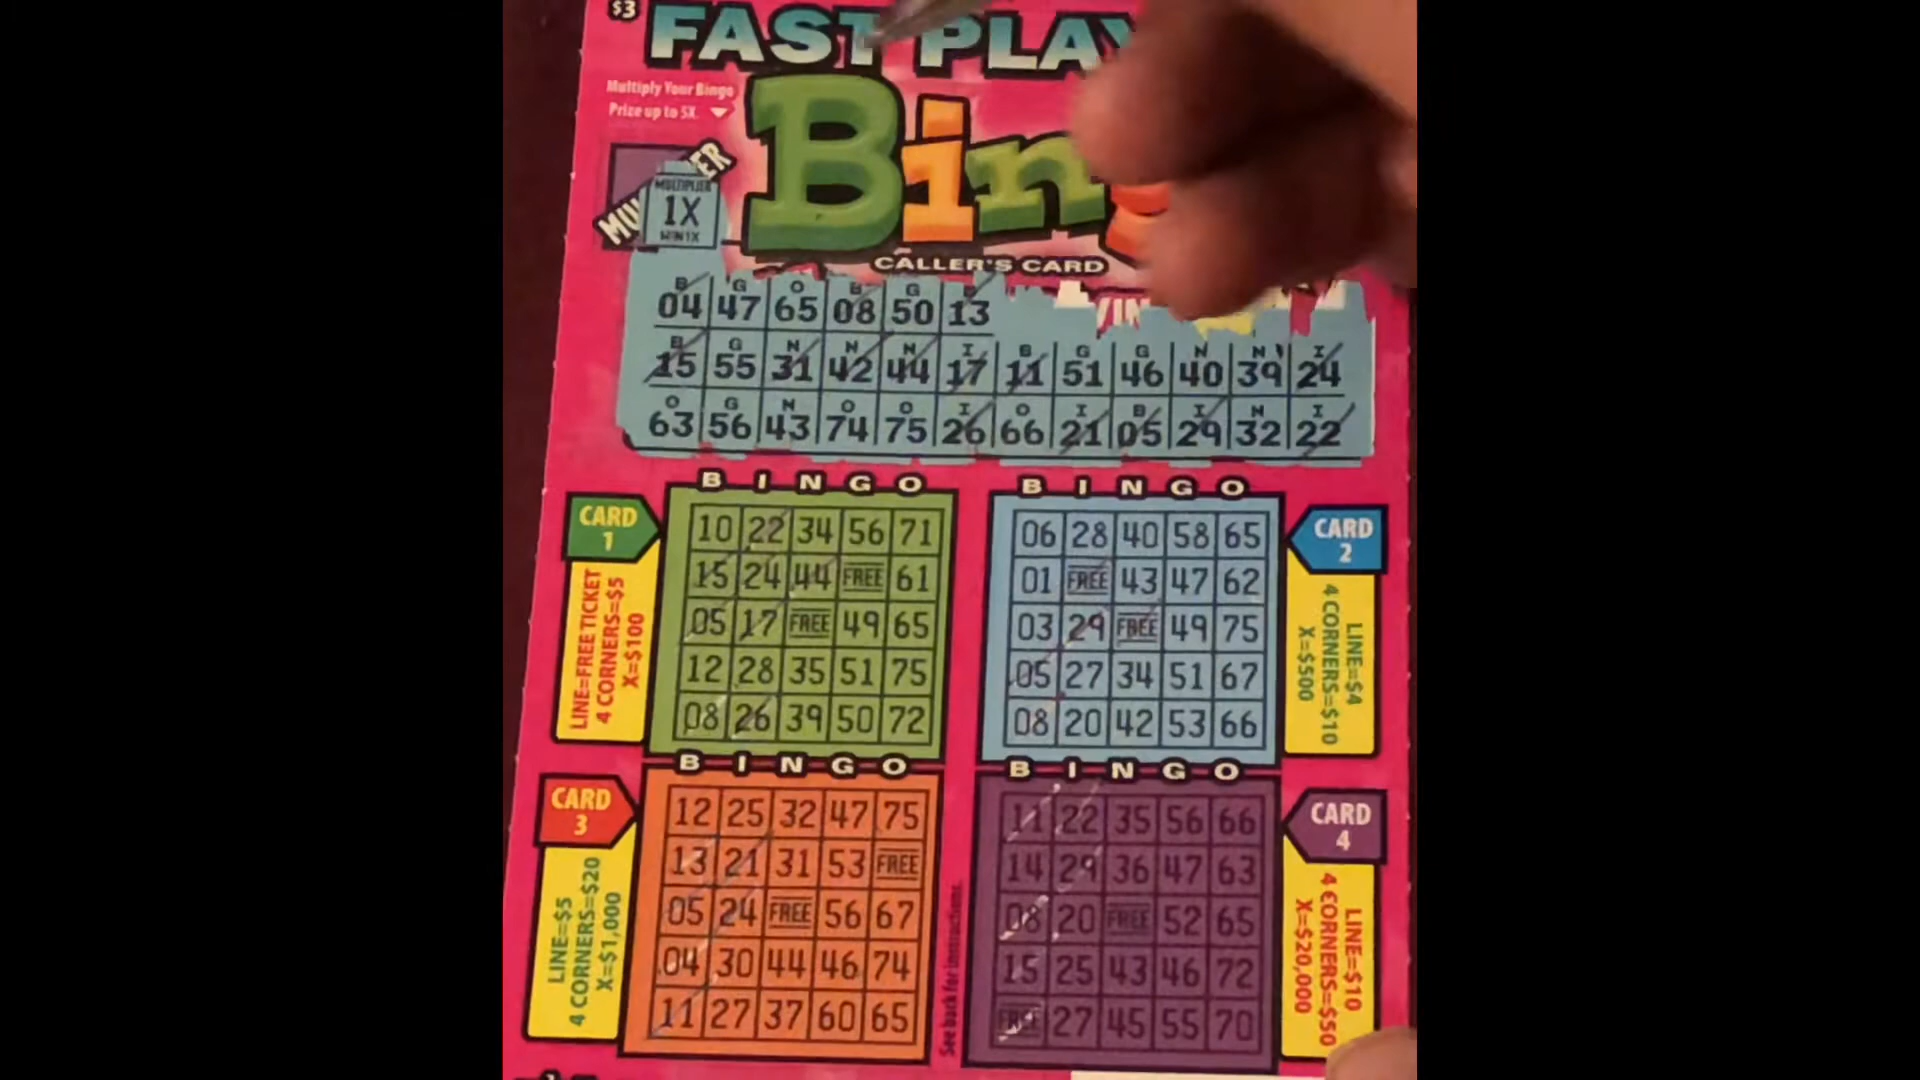 $3
FAST PLAY
Multiply Your Bingo
Prize up to 5X.
Bin
MULTIPLIER
1X
WIN1X
CALLER'S CARD
B G O B G B
04 47 65 08 50 13
B G N N N I B G G N N I
15 55 31 42 44 17 11 51 46 40 39 24
O G N O O I O I B I N I
63 56 43 74 75 26 66 21 05 29 32 22
B I N G O
CARD 1
10 22 34 56 71
15 24 44 FREE 61
05 17 FREE 49 65
12 28 35 51 75
08 26 39 50 72
LINE=FREE TICKET
4 CORNERS=$5
X=$100
B I N G O
CARD 2
06 28 40 58 65
01 FREE 43 47 62
03 29 FREE 49 75
05 27 34 51 67
08 20 42 53 66
LINE=$4
4 CORNERS=$10
X=$500
B I N G O
CARD 3
12 25 32 47 75
13 21 31 53 FREE
05 24 FREE 56 67
04 30 44 46 74
11 27 37 60 65
LINE=$5
4 CORNERS=$20
X=$1,000
B I N G O
CARD 4
11 22 35 56 66
14 29 36 47 63
08 20 FREE 52 65
15 25 43 46 72
FREE 27 45 55 70
LINE=$10
4 CORNERS=$50
X=$20,000
See back for instructions.